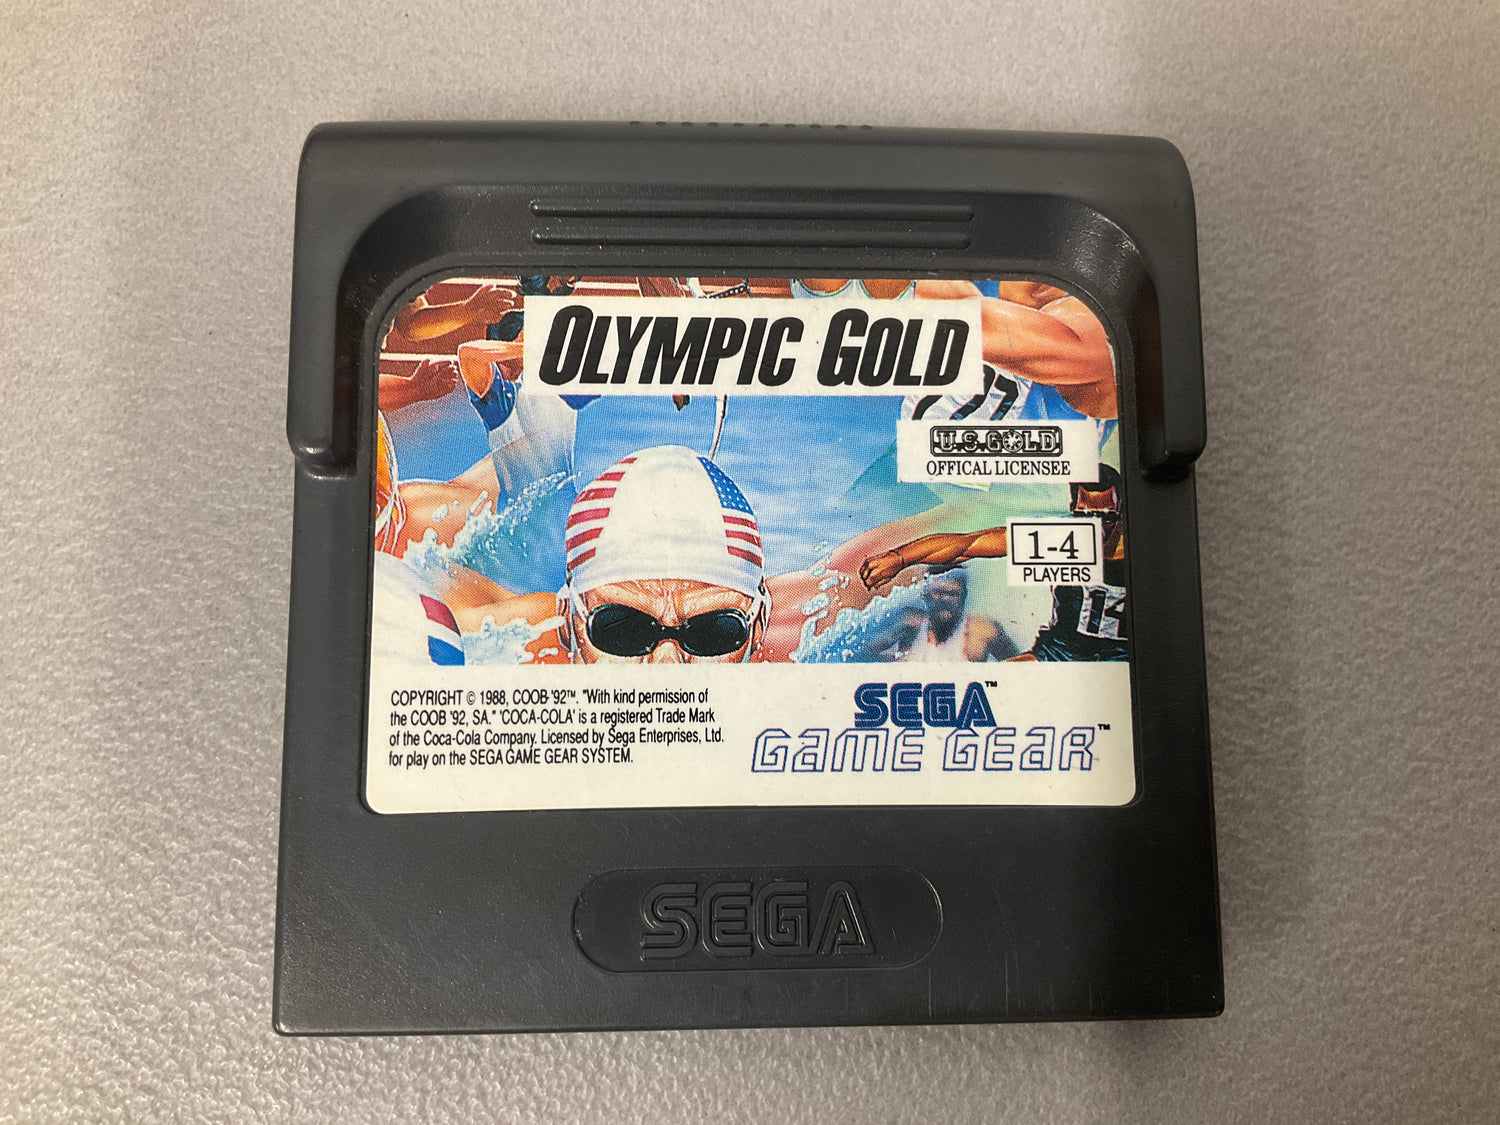 OLYMPIC GOLD
U.S. GOLD
OFFICAL LICENSEE
1-4
PLAYERS
COPYRIGHT © 1988, COOB '92™. "With kind permission of
the COOB '92, SA." 'COCA-COLA' is a registered Trade Mark
of the Coca-Cola Company. Licensed by Sega Enterprises, Ltd.
for play on the SEGA GAME GEAR SYSTEM.
SEGA™
GAME GEAR™
SEGA